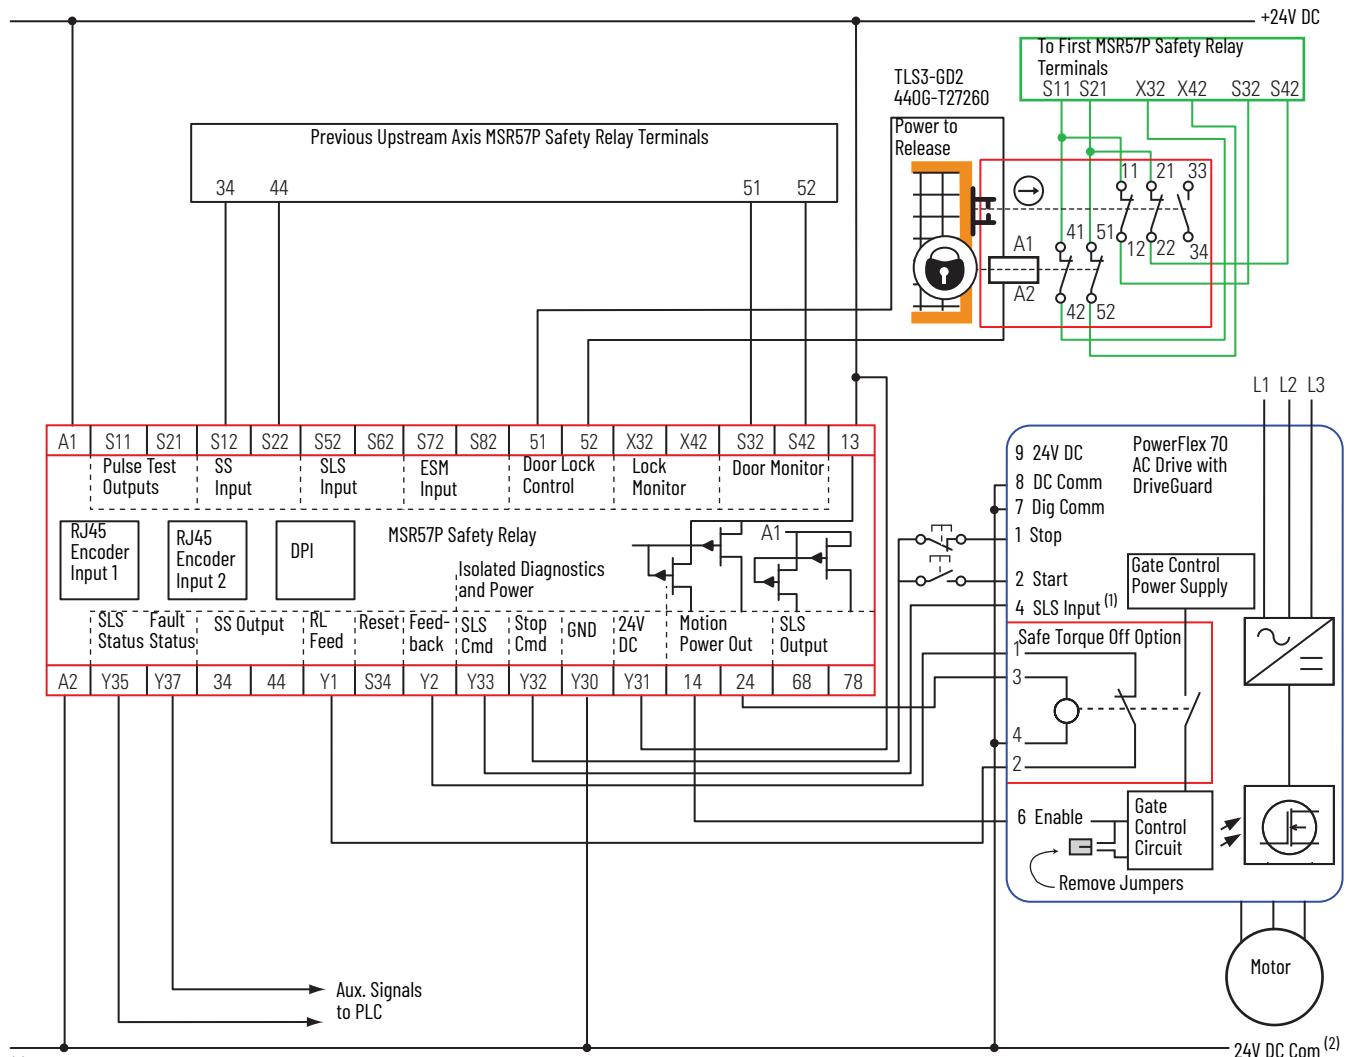 +24V DC
To First MSR57P Safety Relay
Terminals
S11 S21 X32 X42 S32 S42
TLS3-GD2
440G-T27260
Power to
Release
Previous Upstream Axis MSR57P Safety Relay Terminals
34 44 51 52
11 21 33
41 51 12 22 34
A1
A2
42 52
L1 L2 L3
A1 S11 S21 S12 S22 S52 S62 S72 S82 51 52 X32 X42 S32 S42 13
Pulse Test
Outputs
SS
Input
SLS
Input
ESM
Input
Door Lock
Control
Lock
Monitor
Door Monitor
RJ45
Encoder
Input 1
RJ45
Encoder
Input 2
DPI
MSR57P Safety Relay
A1
Isolated Diagnostics
and Power
SLS
Status
Fault
Status
SS Output
RL
Feed
Reset
Feed-
back
SLS
Cmd
Stop
Cmd
GND
24V
DC
Motion
Power Out
SLS
Output
A2 Y35 Y37 34 44 Y1 S34 Y2 Y33 Y32 Y30 Y31 14 24 68 78
9 24V DC
8 DC Comm
7 Dig Comm
1 Stop
2 Start
4 SLS Input (1)
PowerFlex 70
AC Drive with
DriveGuard
Gate Control
Power Supply
Safe Torque Off Option
1
3
4
2
6 Enable
Gate
Control
Circuit
Remove Jumpers
Motor
Aux. Signals
to PLC
24V DC Com (2)